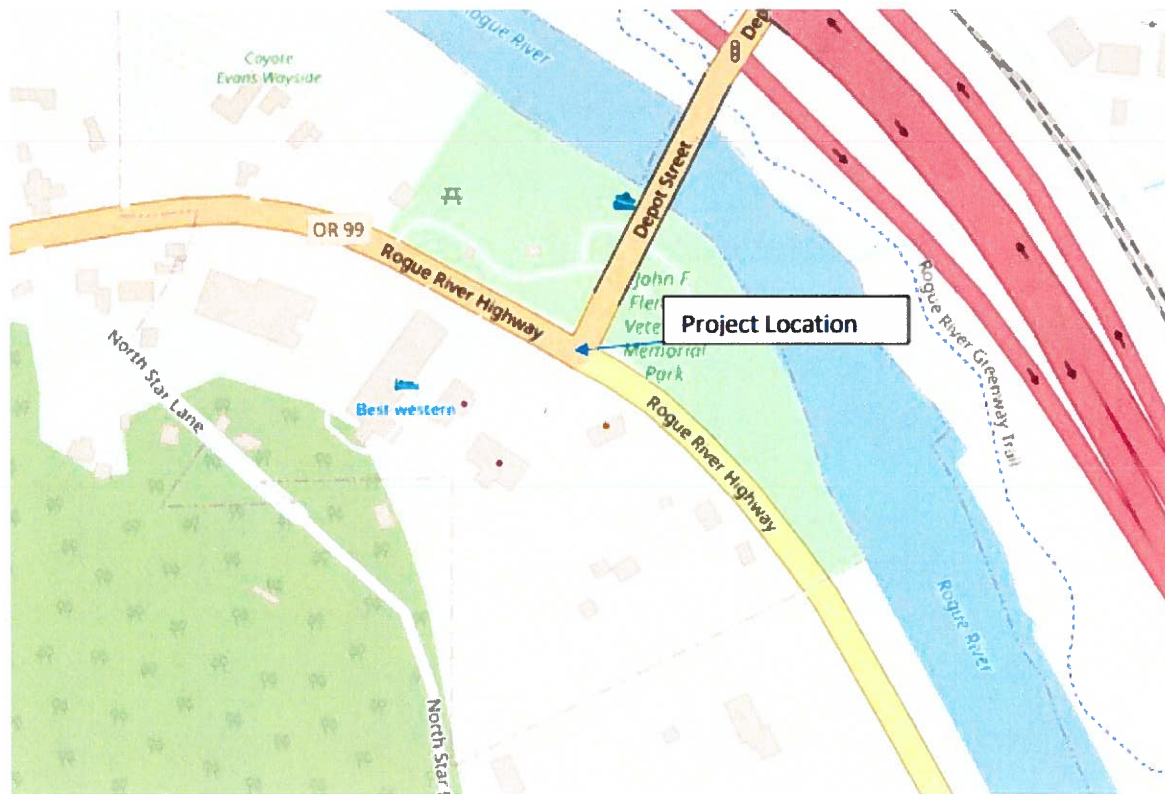 Rogue River
Coyote
Evans Wayside
Depot Street
OR 99
Rogue River Highway
John F
Project Location
Memorial
Park
Rogue River Greenway Trail
North Star Lane
Best western
Rogue River Highway
Rogue River
North Star